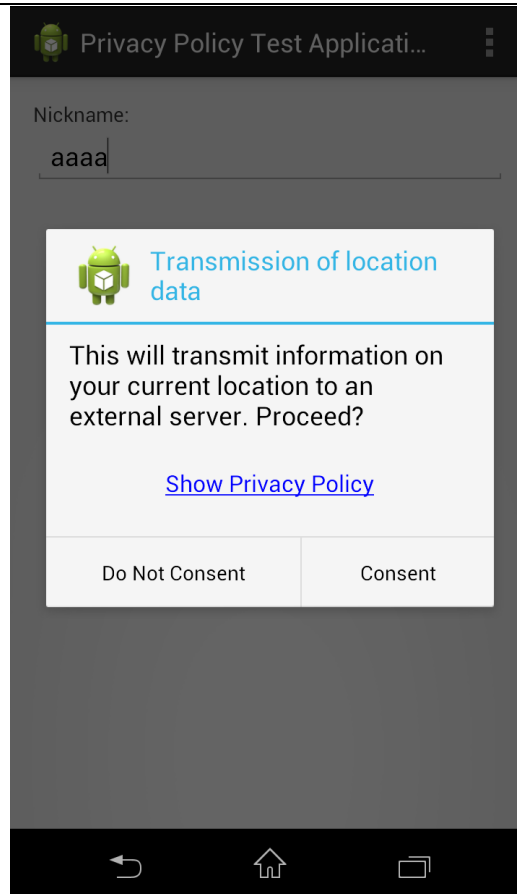 Privacy Policy Test Applicati...
Nickname:
aaaa
Transmission of location
data
This will transmit information on
your current location to an
external server. Proceed?
Show Privacy Policy
Do Not Consent
Consent